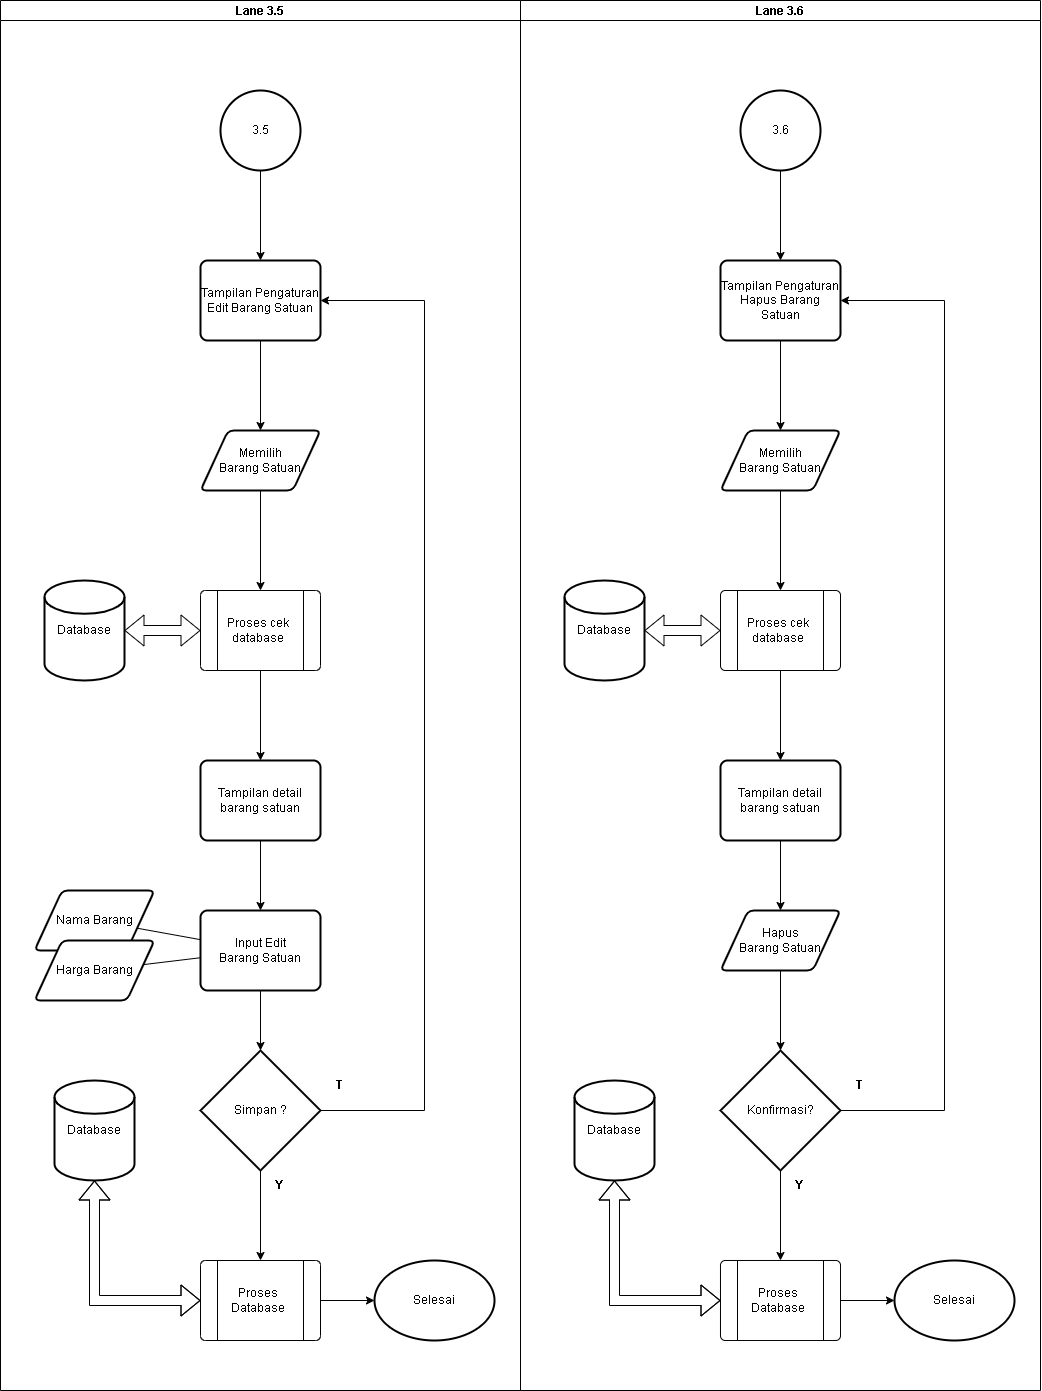 Lane 3.5
3.5
Tampilan Pengaturan
Edit Barang Satuan
Memilih
Barang Satuan
Database
Proses cek
database
Tampilan detail
barang satuan
Nama Barang
Harga Barang
Input Edit
Barang Satuan
Simpan ?
T
Y
Database
Proses
Database
Selesai
Lane 3.6
3.6
Tampilan Pengaturan
Hapus Barang
Satuan
Memilih
Barang Satuan
Database
Proses cek
database
Tampilan detail
barang satuan
Hapus
Barang Satuan
Konfirmasi?
T
Y
Database
Proses
Database
Selesai